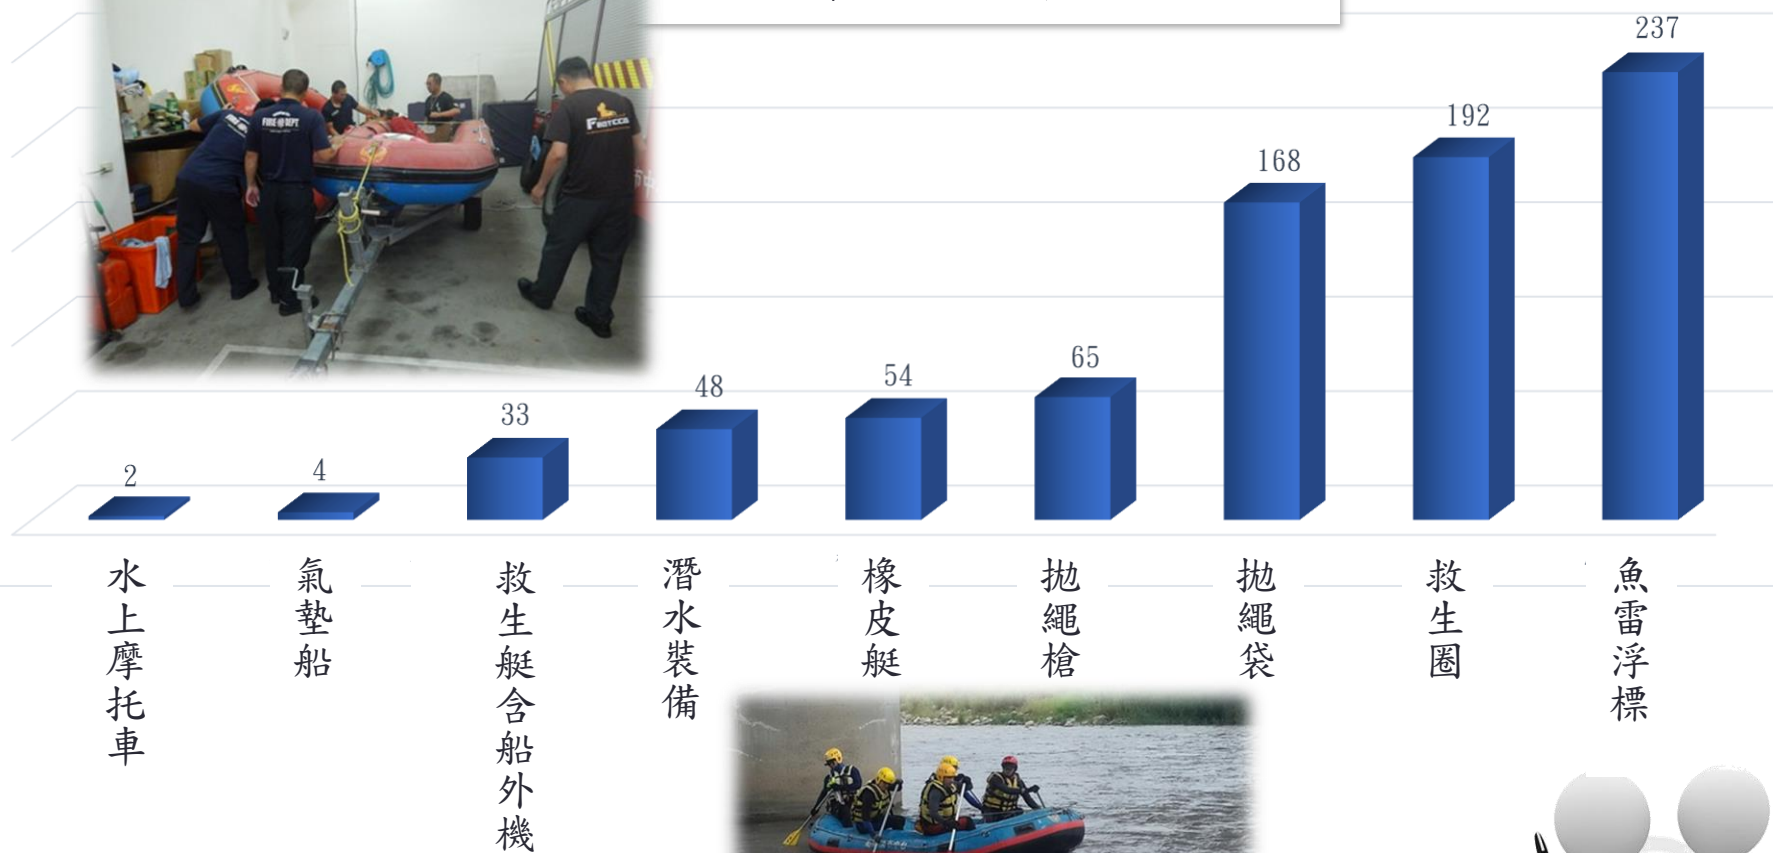 237
192
168
65
54
48
33
4
2
水上摩托車
氣墊船
救生艇含船外機
潛水裝備
橡皮艇
拋繩槍
拋繩袋
救生圈
魚雷浮標
FIRE DEPT